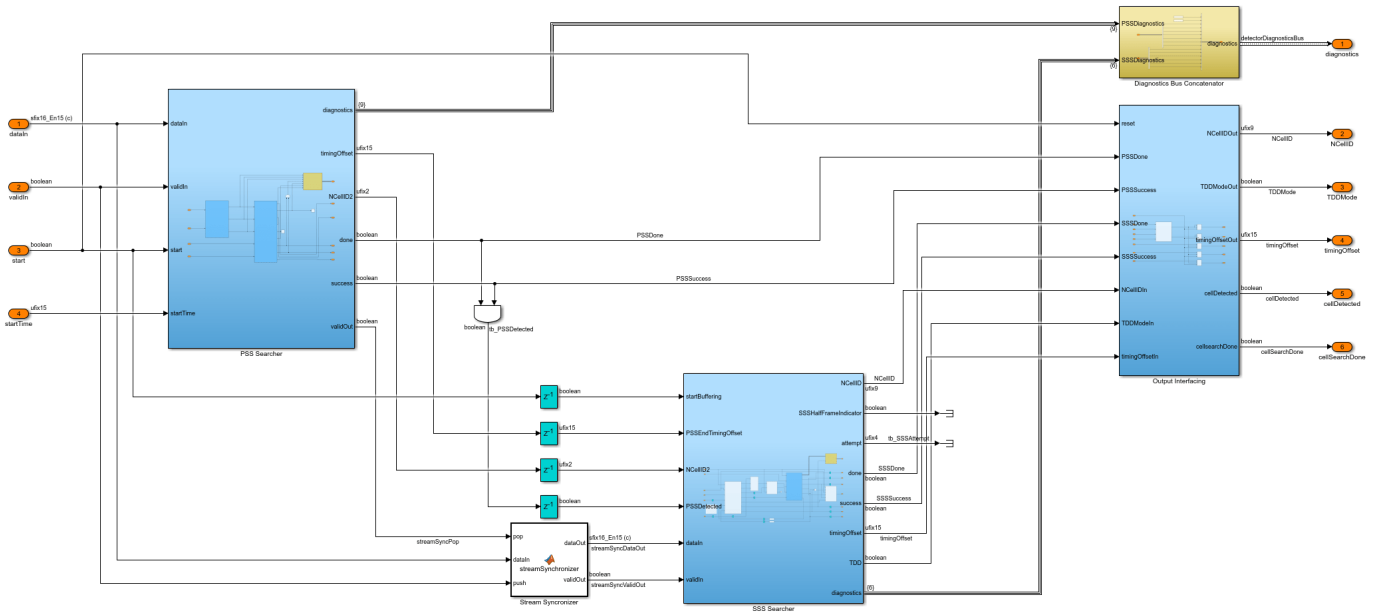 PSSDiagnostics
(9)
diagnostics
detectorDiagnosticsBus
1
diagnostics
SSSDiagnostics
(6)
Diagnostics Bus Concatenator
1
dataIn
sfix16_En15 (c)
2
validIn
boolean
3
start
boolean
4
startTime
ufix15
dataIn
validIn
start
startTime
diagnostics
(9)
timingOffset
ufix15
NCellID2
ufix2
done
boolean
success
boolean
validOut
boolean
PSS Searcher
PSSDone
PSSSuccess
boolean
tb_PSSDetected
reset
PSSDone
PSSSuccess
SSSDone
SSSSuccess
NCellIDIn
TDDModeIn
timingOffsetIn
NCellIDOut
ufix9
NCellID
2
NCellID
TDDModeOut
boolean
TDDMode
3
TDDMode
timingOffsetOut
ufix15
timingOffset
4
timingOffset
cellDetected
boolean
cellDetected
5
cellDetected
cellsearchDone
boolean
cellSearchDone
6
cellSearchDone
Output Interfacing
z-1
boolean
z-1
ufix15
z-1
ufix2
z-1
boolean
startBuffering
PSSEndTimingOffset
NCellID2
PSSDetected
dataIn
validIn
NCellID
NCellID
ufix9
SSSHalfFrameIndicator
boolean
attempt
ufix4
tb_SSSAttempt
done
SSSDone
boolean
success
SSSSuccess
boolean
timingOffset
ufix15
timingOffset
TDD
boolean
diagnostics
(6)
SSS Searcher
streamSyncPop
pop
dataIn
push
streamSynchronizer
dataOut
validOut
sfix16_En15 (c)
streamSyncDataOut
boolean
streamSyncValidOut
Stream Syncronizer